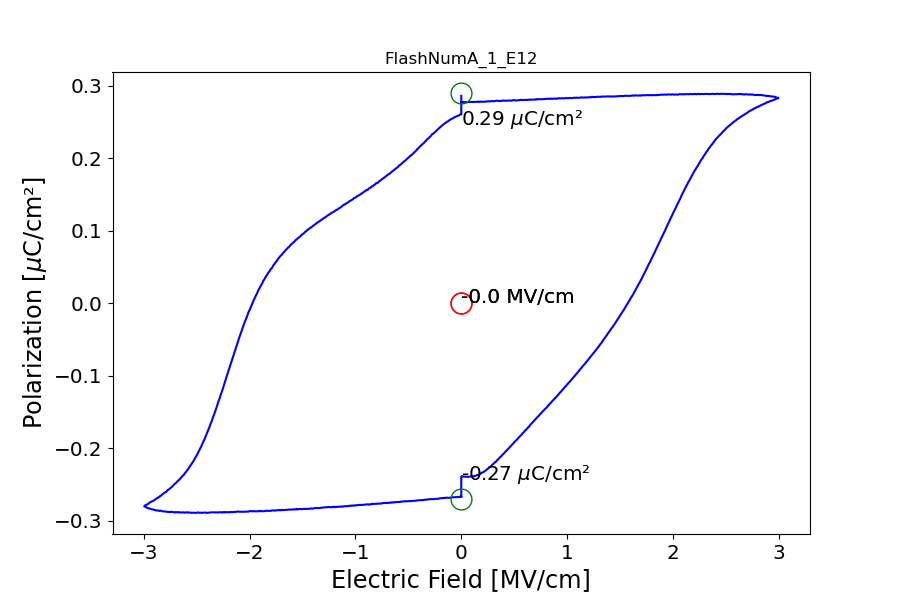 FlashNumA_1_E12
Polarization [μC/cm²]
0.3
0.2
0.1
0.0
−0.1
−0.2
−0.3
0.29 μC/cm²
-0.0 MV/cm
-0.27 μC/cm²
−3
−2
−1
0
1
2
3
Electric Field [MV/cm]